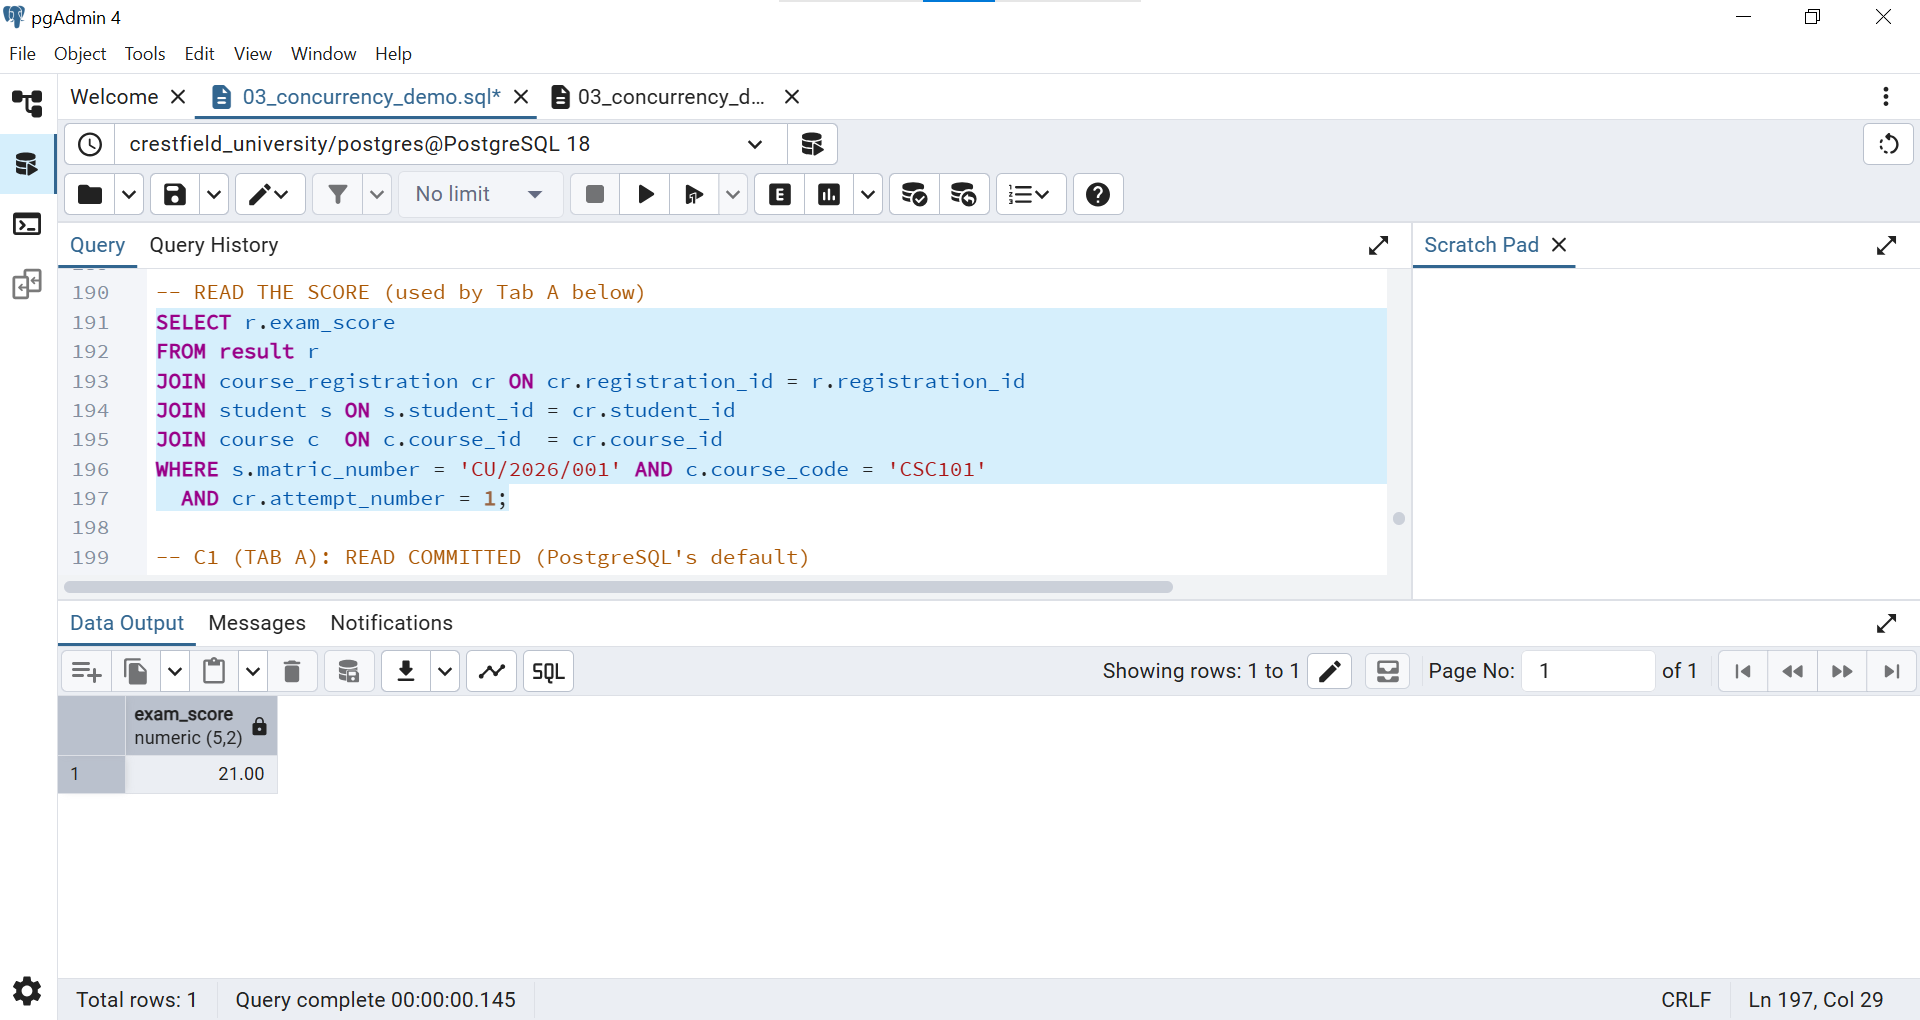 pgAdmin 4
File Object Tools Edit View Window Help
Welcome 03_concurrency_demo.sql* 03_concurrency_d...
crestfield_university/postgres@PostgreSQL 18
No limit
E
Query Query History
Scratch Pad
190 -- READ THE SCORE (used by Tab A below)
191 SELECT r.exam_score
192 FROM result r
193 JOIN course_registration cr ON cr.registration_id = r.registration_id
194 JOIN student s ON s.student_id = cr.student_id
195 JOIN course c  ON c.course_id  = cr.course_id
196 WHERE s.matric_number = 'CU/2026/001' AND c.course_code = 'CSC101'
197   AND cr.attempt_number = 1;
198
199 -- C1 (TAB A): READ COMMITTED (PostgreSQL's default)
Data Output Messages Notifications
SQL
Showing rows: 1 to 1
Page No: 1 of 1
exam_score
numeric (5,2)
1 21.00
Total rows: 1 Query complete 00:00:00.145 CRLF Ln 197, Col 29